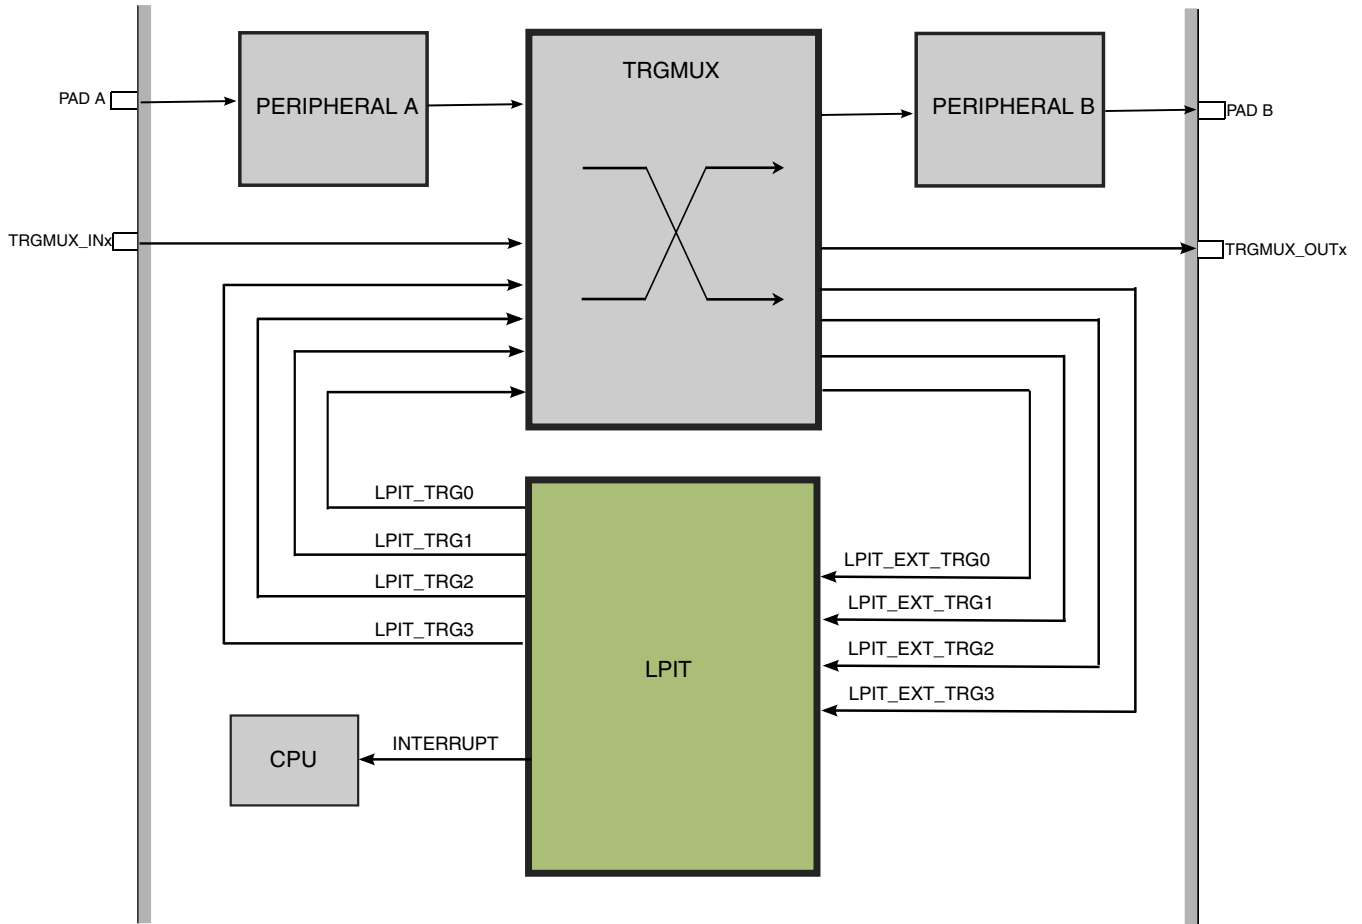 TRGMUX
PAD A
PERIPHERAL A
PERIPHERAL B
PAD B
TRGMUX_INx
TRGMUX_OUTx
LPIT_TRG0
LPIT_TRG1
LPIT_TRG2
LPIT_TRG3
LPIT_EXT_TRG0
LPIT_EXT_TRG1
LPIT_EXT_TRG2
LPIT_EXT_TRG3
LPIT
INTERRUPT
CPU